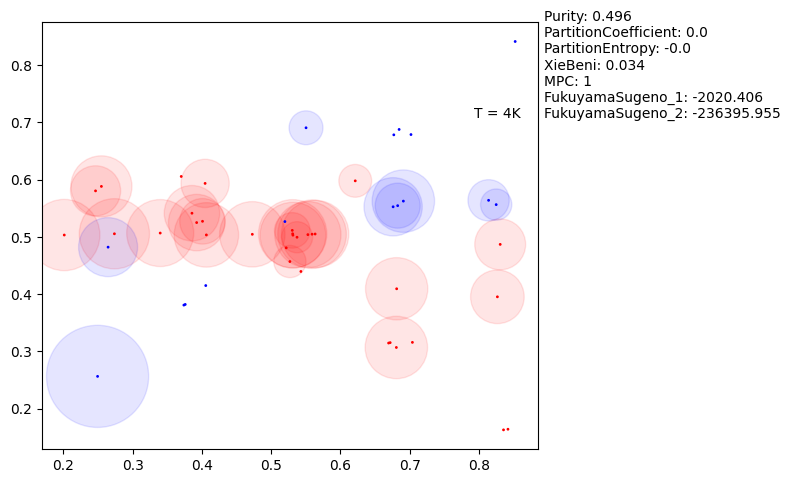 Purity: 0.496
PartitionCoefficient: 0.0
PartitionEntropy: -0.0
XieBeni: 0.034
MPC: 1
FukuyamaSugeno_1: -2020.406
FukuyamaSugeno_2: -236395.955
T = 4K
0.8
0.7
0.6
0.5
0.4
0.3
0.2
0.2 0.3 0.4 0.5 0.6 0.7 0.8